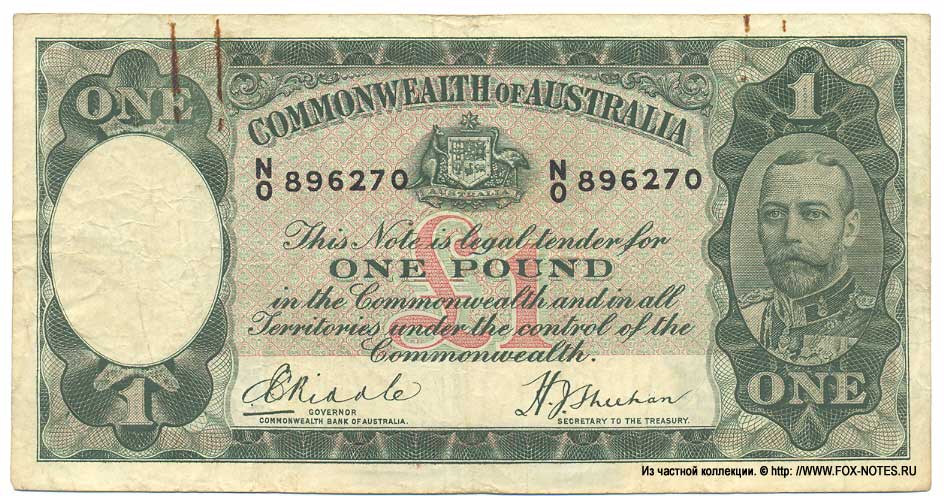 ONE
1
COMMONWEALTH OF AUSTRALIA
N/O 896270
N/O 896270
AUSTRALIA
£1
This Note is legal tender for
ONE POUND
in the Commonwealth and in all
Territories under the control of the
Commonwealth.
1
ONE
E Riddle
H. J. Sheehan
GOVERNOR
COMMONWEALTH BANK OF AUSTRALIA.
SECRETARY TO THE TREASURY.
Из частной коллекции. © http: //WWW.FOX-NOTES.RU